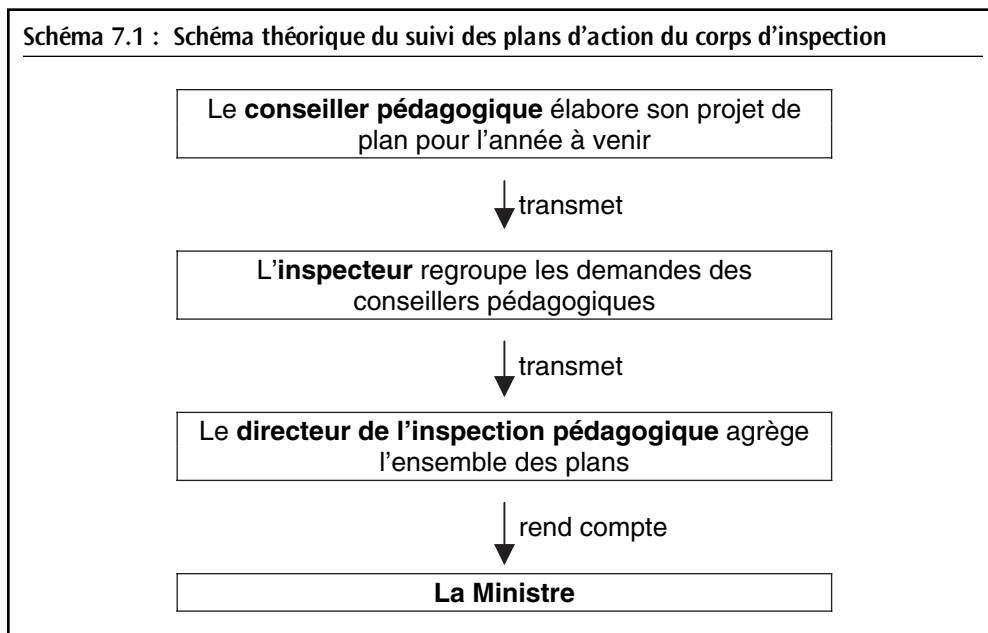 Schéma 7.1 : Schéma théorique du suivi des plans d'action du corps d'inspection
Le conseiller pédagogique élabore son projet de
plan pour l'année à venir
transmet
L'inspecteur regroupe les demandes des
conseillers pédagogiques
transmet
Le directeur de l'inspection pédagogique agrège
l'ensemble des plans
rend compte
La Ministre